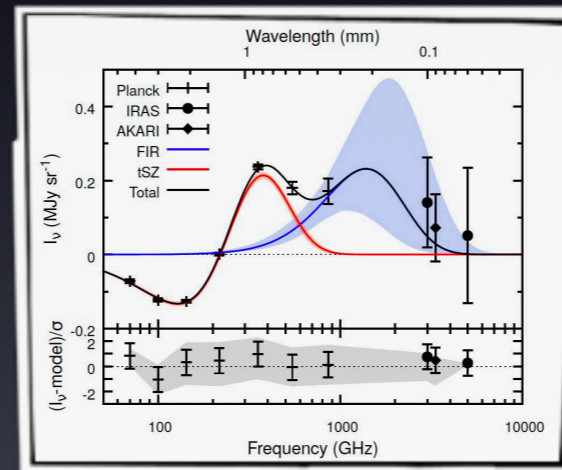 Wavelength (mm)
1 0.1
Planck
IRAS
AKARI
FIR
tSZ
Total
0.4
0.2
0
-0.2
Iν (MJy sr⁻¹)
2
0
-2
(Iν-model)/σ
100 1000 10000
Frequency (GHz)